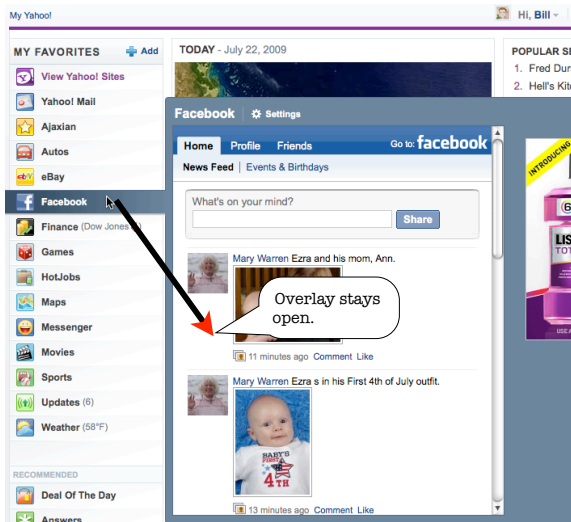 My Yahoo!
Hi, Bill
MY FAVORITES
Add
View Yahoo! Sites
Yahoo! Mail
Ajaxian
Autos
eBay
Facebook
Finance (Dow Jones
Games
HotJobs
Maps
Messenger
Movies
Sports
Updates (6)
Weather (58°F)
RECOMMENDED
Deal Of The Day
Answers
TODAY - July 22, 2009
POPULAR SE
1. Fred Dur
2. Hell's Kit
Facebook
Settings
Home Profile Friends
Go to: facebook
News Feed | Events & Birthdays
What's on your mind?
Share
Mary Warren Ezra and his mom, Ann.
Overlay stays
open.
11 minutes ago Comment Like
Mary Warren Ezra s in his First 4th of July outfit.
BABY'S
FIRST
4TH
13 minutes ago Comment Like
INTRODUCING
LIS
TOT